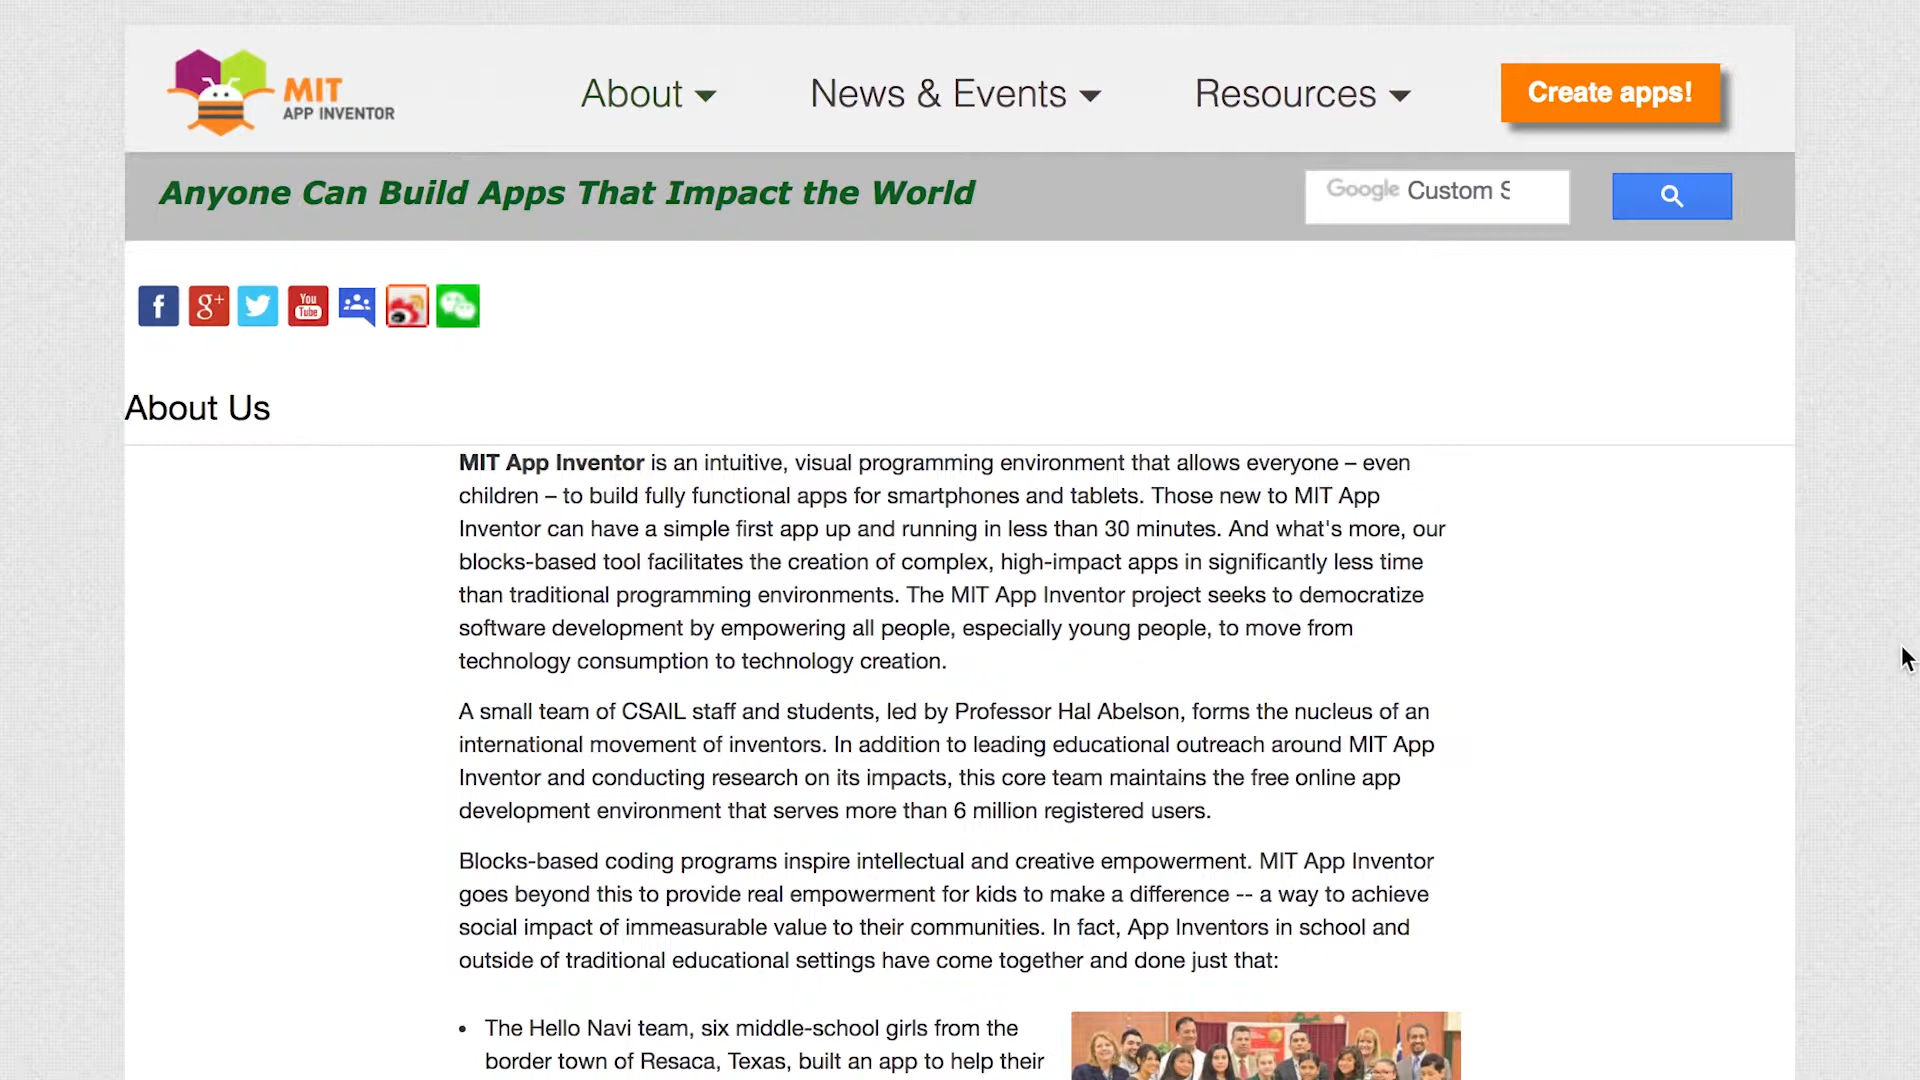 MIT
APP INVENTOR
About
News & Events
Resources
Create apps!
Anyone Can Build Apps That Impact the World
Google Custom S
f
g+
You
Tube
About Us
MIT App Inventor is an intuitive, visual programming environment that allows everyone – even
children – to build fully functional apps for smartphones and tablets. Those new to MIT App
Inventor can have a simple first app up and running in less than 30 minutes. And what's more, our
blocks-based tool facilitates the creation of complex, high-impact apps in significantly less time
than traditional programming environments. The MIT App Inventor project seeks to democratize
software development by empowering all people, especially young people, to move from
technology consumption to technology creation.
A small team of CSAIL staff and students, led by Professor Hal Abelson, forms the nucleus of an
international movement of inventors. In addition to leading educational outreach around MIT App
Inventor and conducting research on its impacts, this core team maintains the free online app
development environment that serves more than 6 million registered users.
Blocks-based coding programs inspire intellectual and creative empowerment. MIT App Inventor
goes beyond this to provide real empowerment for kids to make a difference -- a way to achieve
social impact of immeasurable value to their communities. In fact, App Inventors in school and
outside of traditional educational settings have come together and done just that:
• The Hello Navi team, six middle-school girls from the
border town of Resaca, Texas, built an app to help their